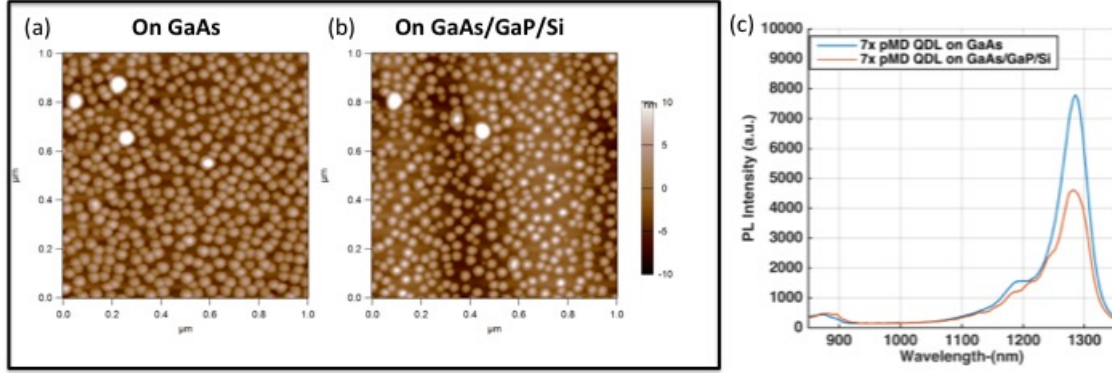 (a) On GaAs
1.0
0.8
0.6
0.4
0.2
0.0
µm
0.0 0.2 0.4 0.6 0.8 1.0
µm
(b) On GaAs/GaP/Si
1.0
0.8
0.6
0.4
0.2
0.0
µm
0.0 0.2 0.4 0.6 0.8 1.0
µm
nm
10
5
0
-5
-10
(c)
10000
9000
8000
7000
6000
5000
4000
3000
2000
1000
0
PL Intensity (a.u.)
7x pMD QDL on GaAs
7x pMD QDL on GaAs/GaP/Si
900 1000 1100 1200 1300
Wavelength-(nm)